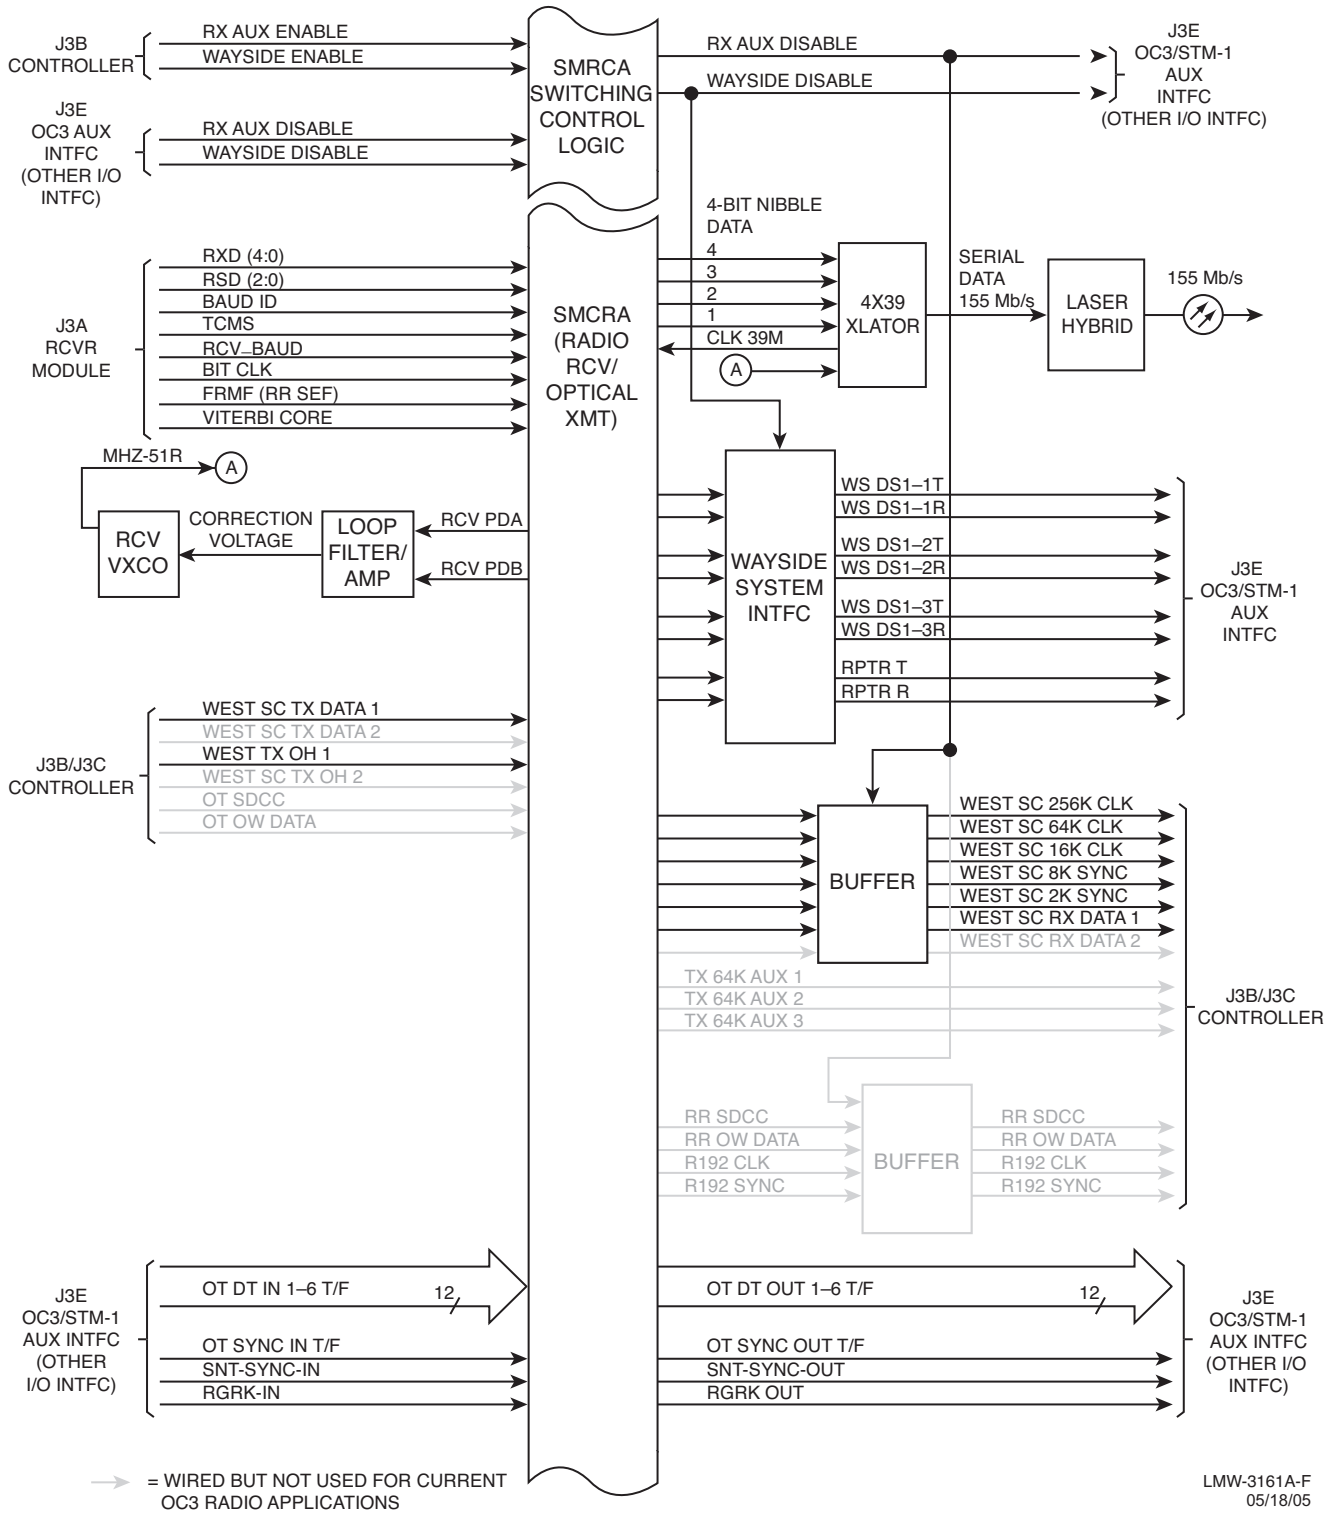 J3B
CONTROLLER
RX AUX ENABLE
WAYSIDE ENABLE
J3E
OC3 AUX
INTFC
(OTHER I/O
INTFC)
RX AUX DISABLE
WAYSIDE DISABLE
SMRCA
SWITCHING
CONTROL
LOGIC
RX AUX DISABLE
WAYSIDE DISABLE
J3E
OC3/STM-1
AUX
INTFC
(OTHER I/O INTFC)
J3A
RCVR
MODULE
RXD (4:0)
RSD (2:0)
BAUD ID
TCMS
RCV_BAUD
BIT CLK
FRMF (RR SEF)
VITERBI CORE
SMCRA
(RADIO
RCV/
OPTICAL
XMT)
4-BIT NIBBLE
DATA
4
3
2
1
CLK 39M
A
4X39
XLATOR
SERIAL
DATA
155 Mb/s
LASER
HYBRID
155 Mb/s
MHZ-51R
A
RCV
VXCO
CORRECTION
VOLTAGE
LOOP
FILTER/
AMP
RCV PDA
RCV PDB
WAYSIDE
SYSTEM
INTFC
WS DS1–1T
WS DS1–1R
WS DS1–2T
WS DS1–2R
WS DS1–3T
WS DS1–3R
RPTR T
RPTR R
J3E
OC3/STM-1
AUX
INTFC
J3B/J3C
CONTROLLER
WEST SC TX DATA 1
WEST SC TX DATA 2
WEST TX OH 1
WEST SC TX OH 2
OT SDCC
OT OW DATA
BUFFER
WEST SC 256K CLK
WEST SC 64K CLK
WEST SC 16K CLK
WEST SC 8K SYNC
WEST SC 2K SYNC
WEST SC RX DATA 1
WEST SC RX DATA 2
TX 64K AUX 1
TX 64K AUX 2
TX 64K AUX 3
J3B/J3C
CONTROLLER
RR SDCC
RR OW DATA
R192 CLK
R192 SYNC
BUFFER
RR SDCC
RR OW DATA
R192 CLK
R192 SYNC
J3E
OC3/STM-1
AUX INTFC
(OTHER
I/O INTFC)
OT DT IN 1–6 T/F
12
OT SYNC IN T/F
SNT-SYNC-IN
RGRK-IN
OT DT OUT 1–6 T/F
12
OT SYNC OUT T/F
SNT-SYNC-OUT
RGRK OUT
J3E
OC3/STM-1
AUX INTFC
(OTHER I/O
INTFC)
= WIRED BUT NOT USED FOR CURRENT
OC3 RADIO APPLICATIONS
LMW-3161A-F
05/18/05